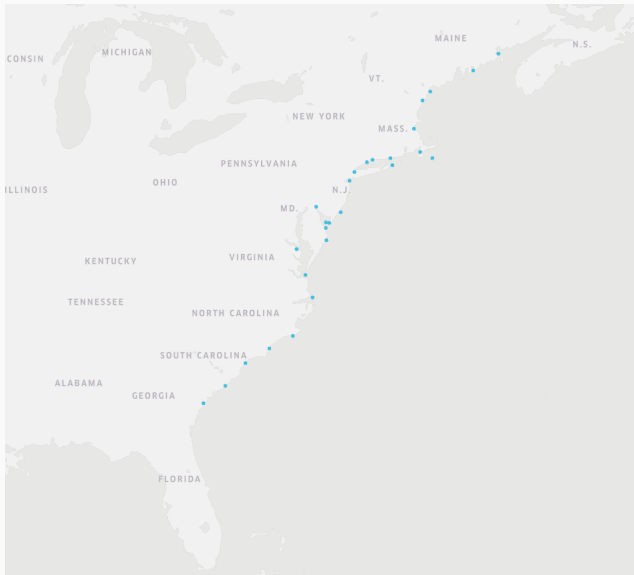 MAINE
N.S.
MICHIGAN
CONSIN
VT.
NEW YORK
MASS.
PENNSYLVANIA
OHIO
ILLINOIS
N.J.
MD.
VIRGINIA
KENTUCKY
TENNESSEE
NORTH CAROLINA
SOUTH CAROLINA
ALABAMA
GEORGIA
FLORIDA